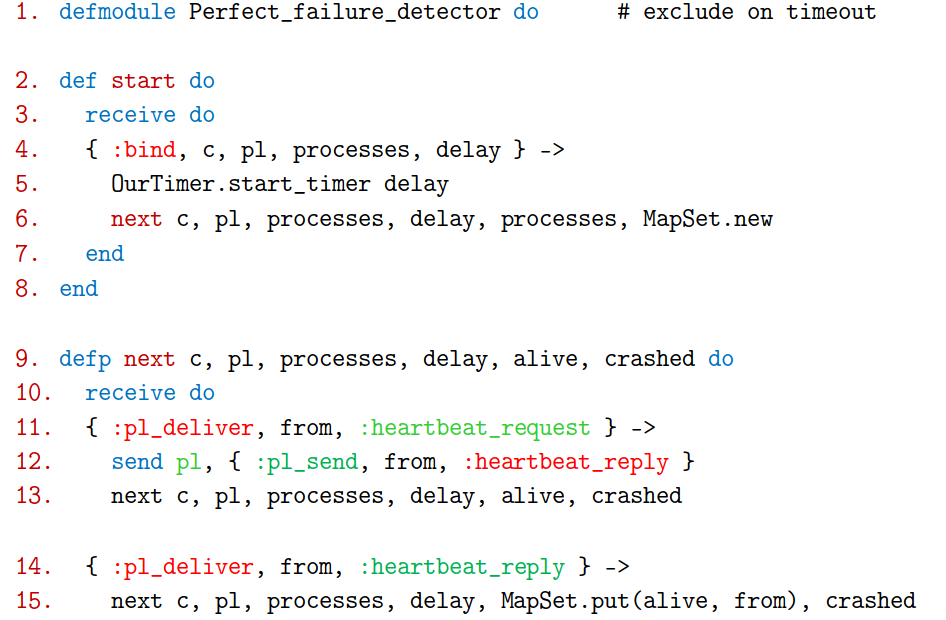 1. defmodule Perfect_failure_detector do # exclude on timeout
2. def start do
3. receive do
4. { :bind, c, pl, processes, delay } ->
5. OurTimer.start_timer delay
6. next c, pl, processes, delay, processes, MapSet.new
7. end
8. end
9. defp next c, pl, processes, delay, alive, crashed do
10. receive do
11. { :pl_deliver, from, :heartbeat_request } ->
12. send pl, { :pl_send, from, :heartbeat_reply }
13. next c, pl, processes, delay, alive, crashed
14. { :pl_deliver, from, :heartbeat_reply } ->
15. next c, pl, processes, delay, MapSet.put(alive, from), crashed